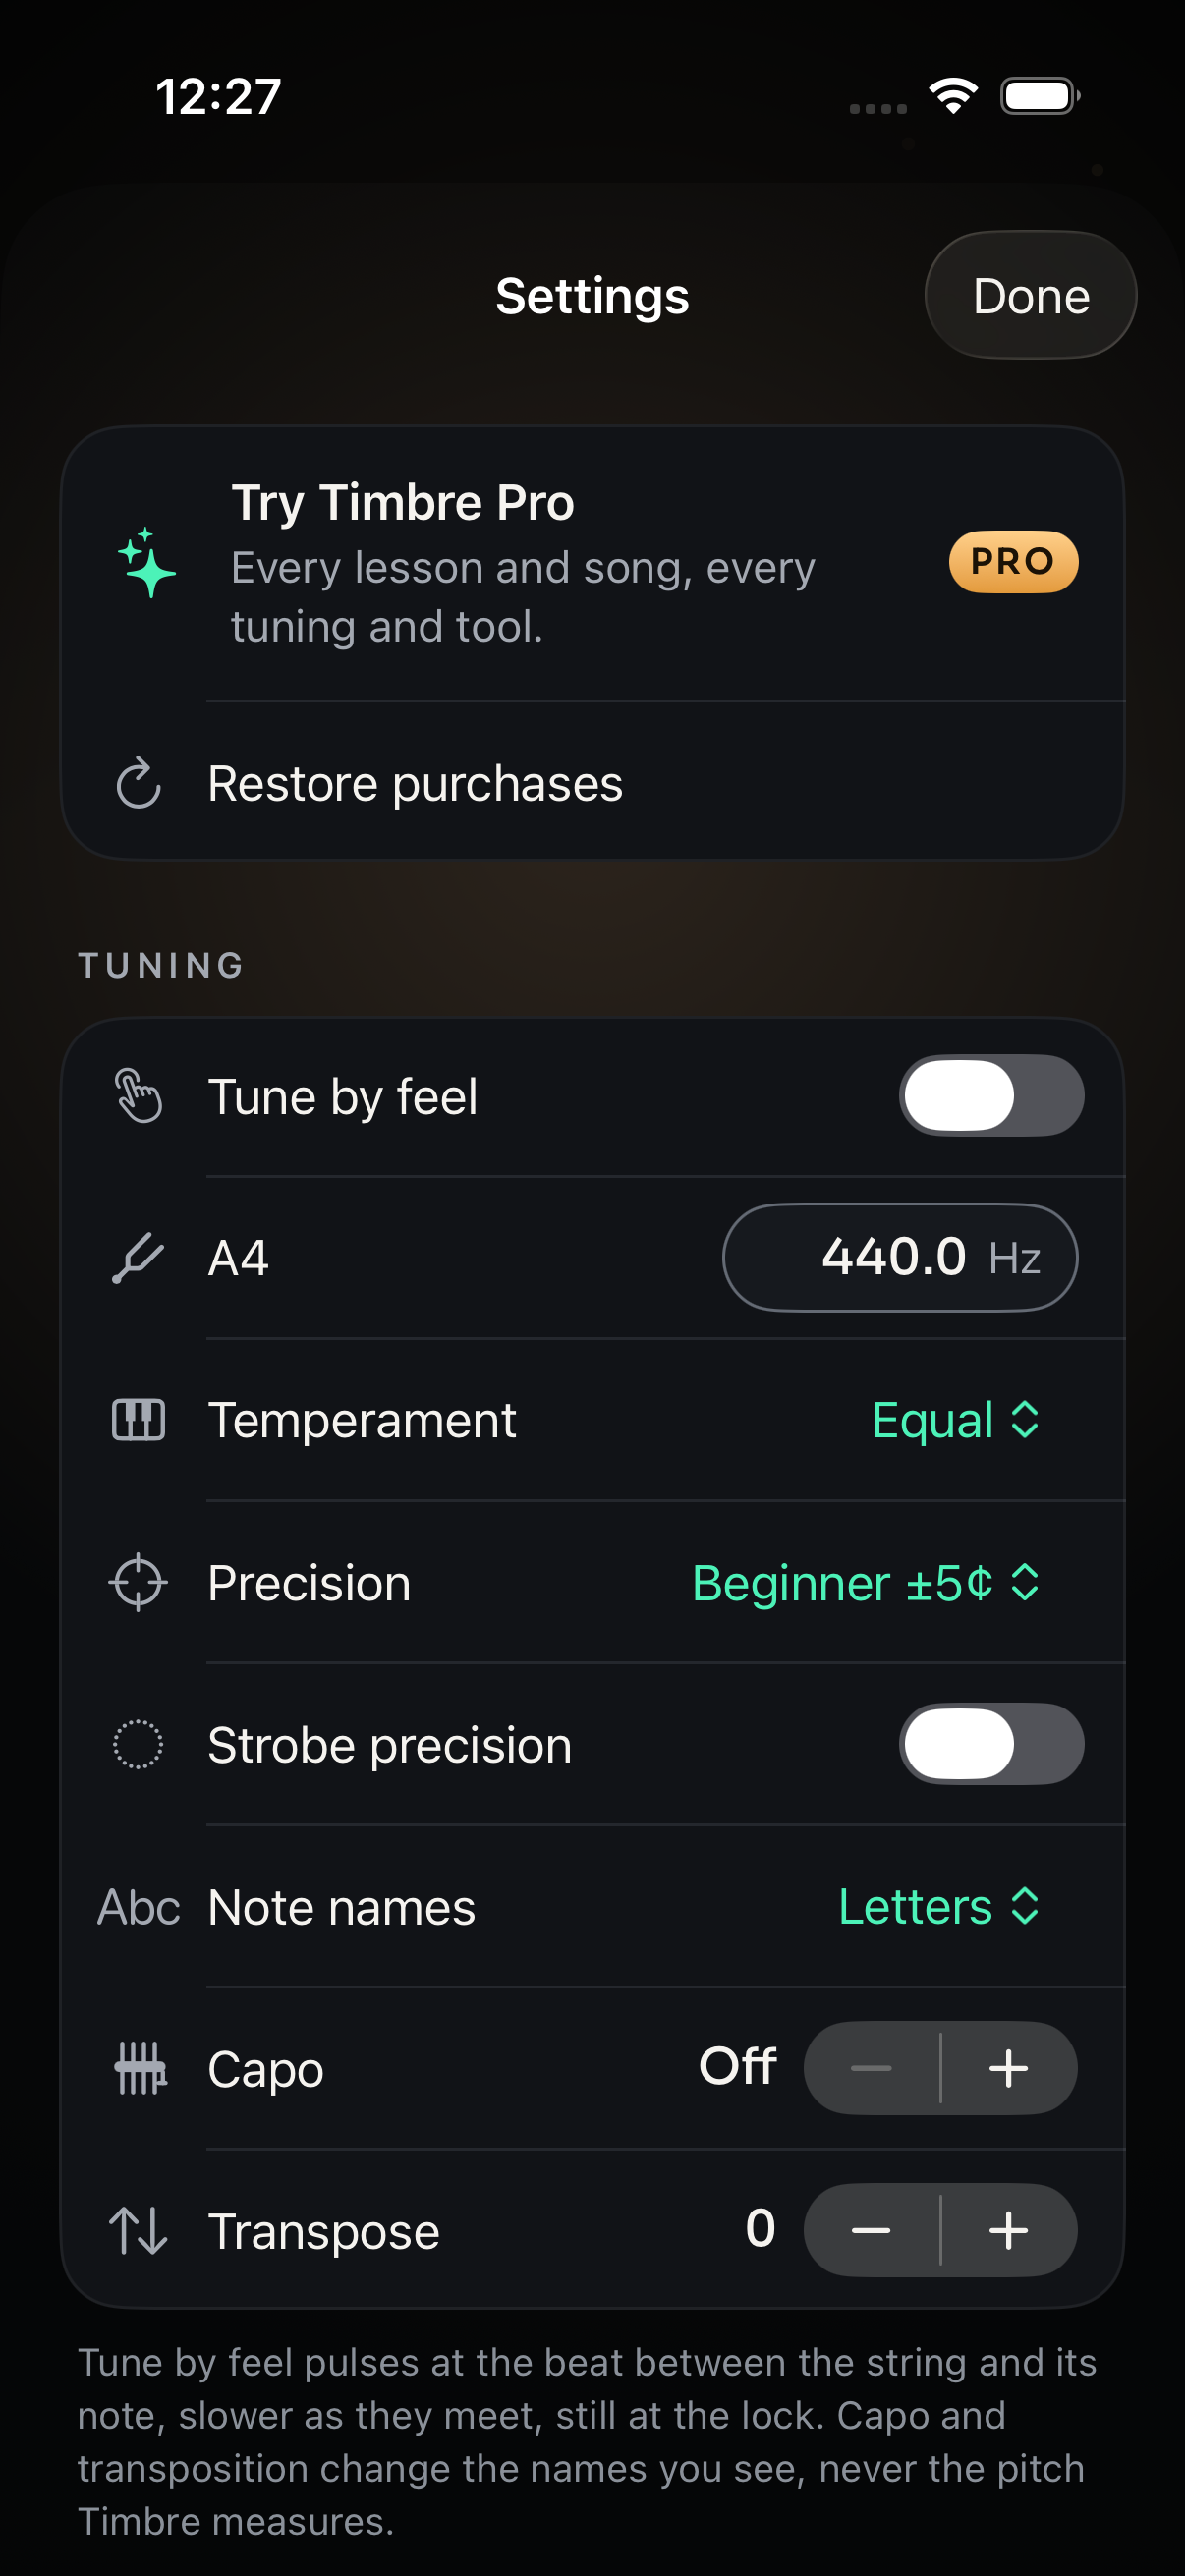 12:27
Settings
Done
Try Timbre Pro
Every lesson and song, every
tuning and tool.
PRO
Restore purchases
TUNING
Tune by feel
A4
440.0 Hz
Temperament
Equal
Precision
Beginner ±5¢
Strobe precision
Abc
Note names
Letters
Capo
Off
Transpose
0
Tune by feel pulses at the beat between the string and its
note, slower as they meet, still at the lock. Capo and
transposition change the names you see, never the pitch
Timbre measures.